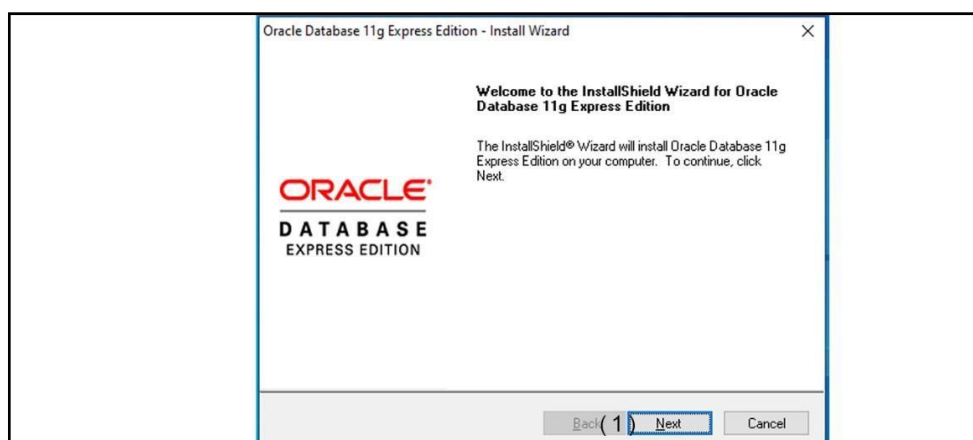 Oracle Database 11g Express Edition - Install Wizard
Welcome to the InstallShield Wizard for Oracle
Database 11g Express Edition
The InstallShield® Wizard will install Oracle Database 11g
Express Edition on your computer. To continue, click
Next.
ORACLE®
DATABASE
EXPRESS EDITION
Back (1) Next Cancel